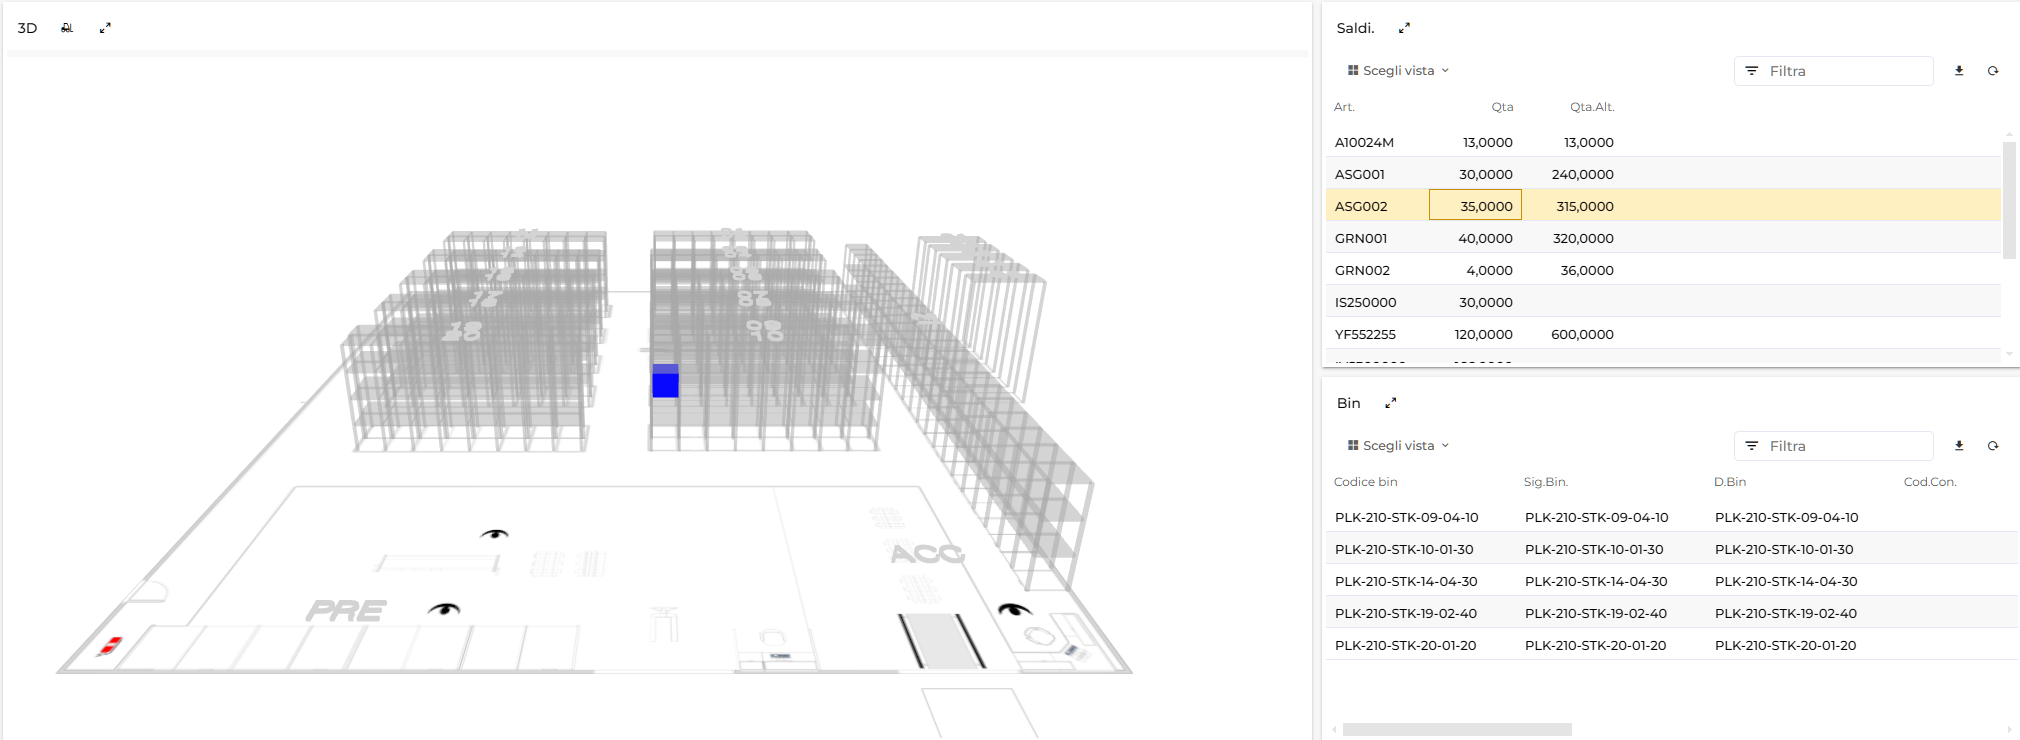 3D
PRE
ACC
Saldi.
Scegli vista
Filtra
Art. Qta Qta.Alt.
A10024M 13,0000 13,0000
ASG001 30,0000 240,0000
ASG002 35,0000 315,0000
GRN001 40,0000 320,0000
GRN002 4,0000 36,0000
IS250000 30,0000
YF552255 120,0000 600,0000
Bin
Scegli vista
Filtra
Codice bin Sig.Bin. D.Bin Cod.Con.
PLK-210-STK-09-04-10 PLK-210-STK-09-04-10 PLK-210-STK-09-04-10
PLK-210-STK-10-01-30 PLK-210-STK-10-01-30 PLK-210-STK-10-01-30
PLK-210-STK-14-04-30 PLK-210-STK-14-04-30 PLK-210-STK-14-04-30
PLK-210-STK-19-02-40 PLK-210-STK-19-02-40 PLK-210-STK-19-02-40
PLK-210-STK-20-01-20 PLK-210-STK-20-01-20 PLK-210-STK-20-01-20